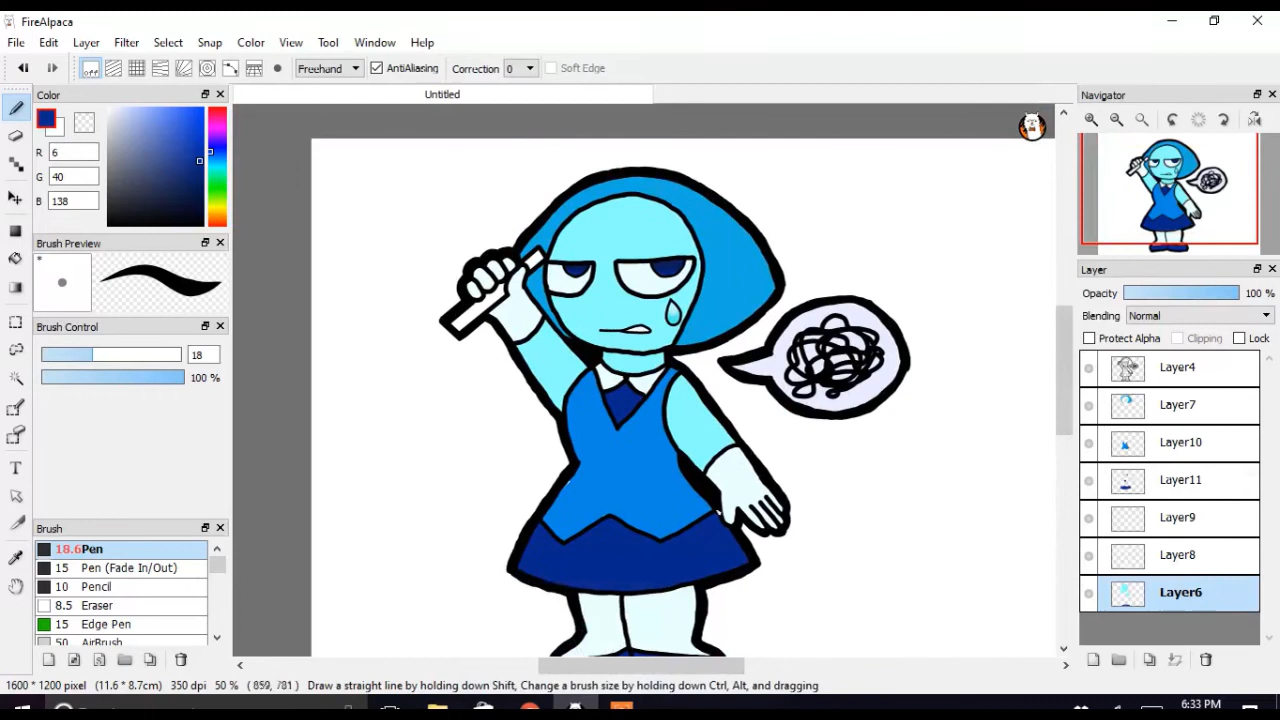 FireAlpaca
File Edit Layer Filter Select Snap Color View Tool Window Help
off Freehand AntiAliasing Correction 0 Soft Edge
Color
Untitled
Navigator
R 6
G 40
B 138
Brush Preview
*
Layer
Opacity 100 %
Blending Normal
Brush Control
Protect Alpha Clipping Lock
18
100 %
Layer4
Layer7
Layer10
Layer11
Layer9
Layer8
Layer6
Brush
18.6 Pen
15 Pen (Fade In/Out)
10 Pencil
8.5 Eraser
15 Edge Pen
50 AirBrush
1600 * 1200 pixel (11.6 * 8.7cm) 350 dpi 50 % ( 859, 781 ) Draw a straight line by holding down Shift, Change a brush size by holding down Ctrl, Alt, and dragging
6:33 PM